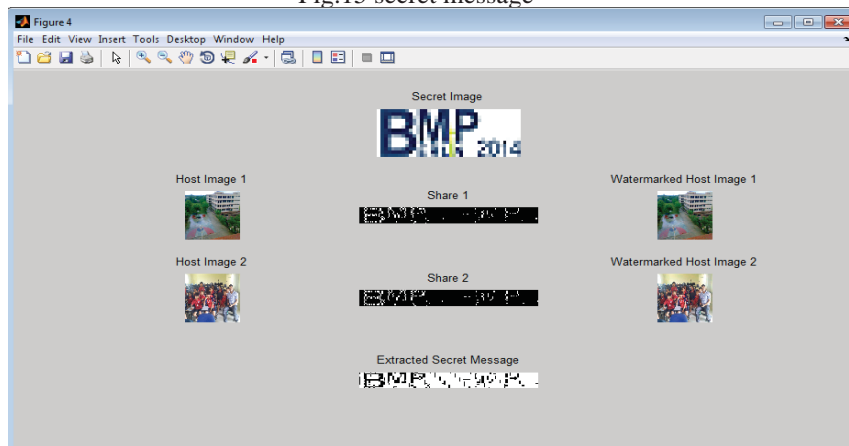 Fig.13 secret message
Figure 4
File Edit View Insert Tools Desktop Window Help
Secret Image
BMP
2014
Host Image 1
Share 1
Watermarked Host Image 1
Host Image 2
Share 2
Watermarked Host Image 2
Extracted Secret Message
BMP